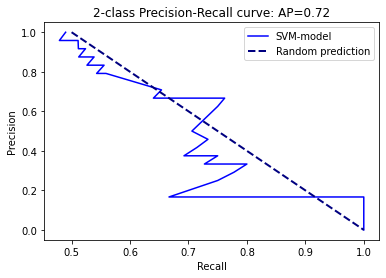 2-class Precision-Recall curve: AP=0.72
SVM-model
Random prediction
Precision
1.0
0.8
0.6
0.4
0.2
0.0
0.5
0.6
0.7
0.8
0.9
1.0
Recall